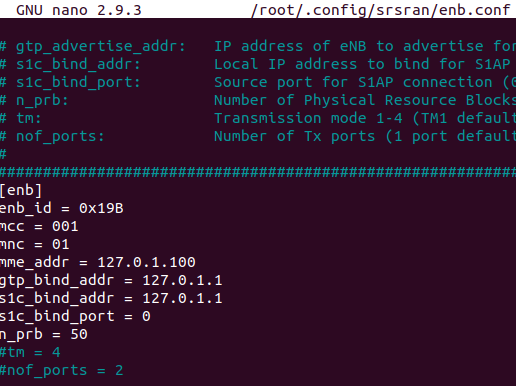 GNU nano 2.9.3 /root/.config/srsran/enb.conf
# gtp_advertise_addr: IP address of eNB to advertise for
# s1c_bind_addr: Local IP address to bind for S1AP
# s1c_bind_port: Source port for S1AP connection (0
# n_prb: Number of Physical Resource Blocks
# tm: Transmission mode 1-4 (TM1 default
# nof_ports: Number of Tx ports (1 port default
#
##########################################################
[enb]
enb_id = 0x19B
mcc = 001
mnc = 01
mme_addr = 127.0.1.100
gtp_bind_addr = 127.0.1.1
s1c_bind_addr = 127.0.1.1
s1c_bind_port = 0
n_prb = 50
#tm = 4
#nof_ports = 2